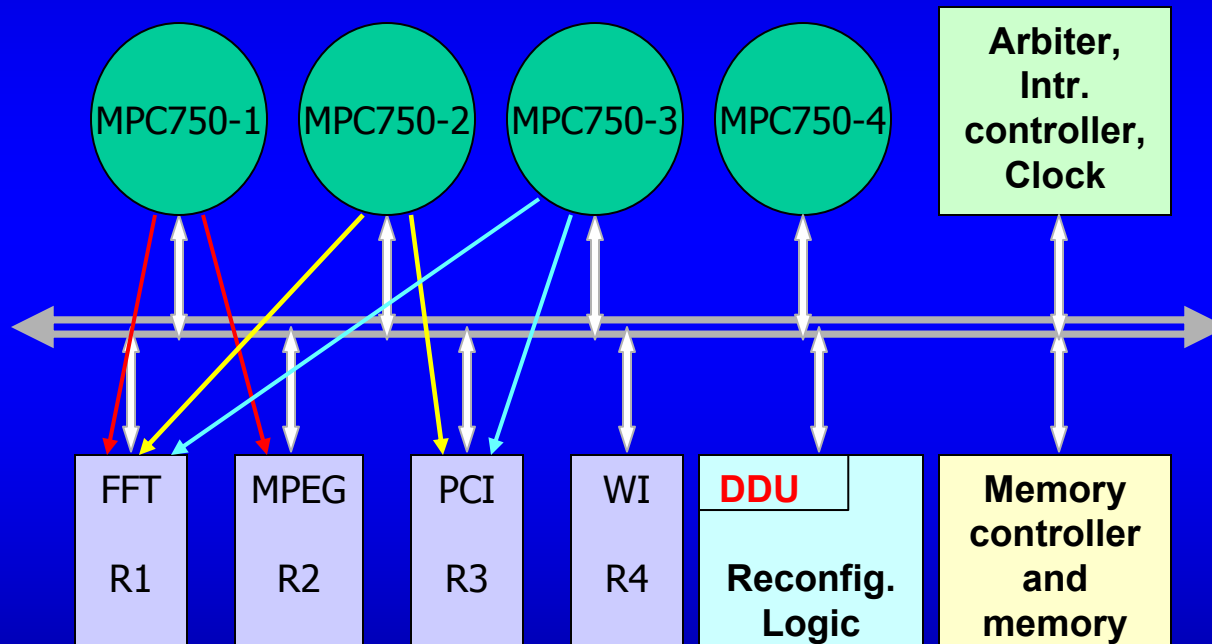 MPC750-1
MPC750-2
MPC750-3
MPC750-4
Arbiter,
Intr.
controller,
Clock
FFT
R1
MPEG
R2
PCI
R3
WI
R4
DDU
Reconfig.
Logic
Memory
controller
and
memory